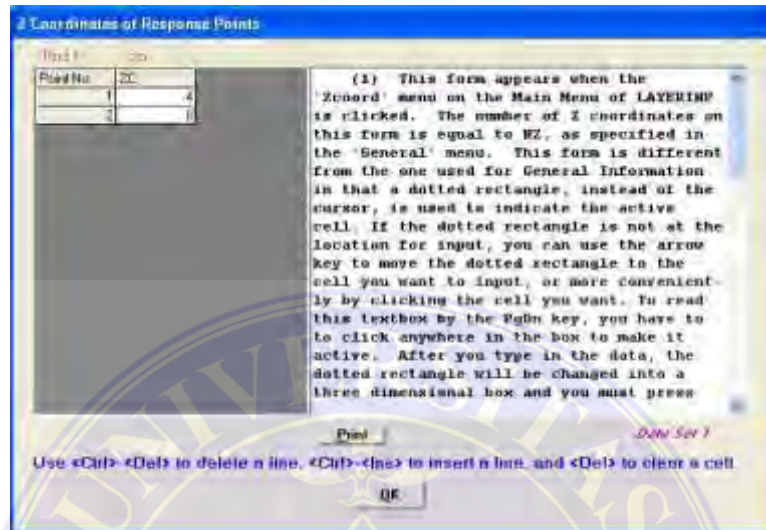 Z Coordinates of Response Points
Point No. ZC
1 4
2
(1) This form appears when the
'Zcoord' menu on the Main Menu of LAYERINP
is clicked. The number of Z coordinates on
this form is equal to NZ, as specified in
the 'General' menu. This form is different
from the one used for General Information
in that a dotted rectangle, instead of the
cursor, is used to indicate the active
cell. If the dotted rectangle is not at the
location for input, you can use the arrow
key to move the dotted rectangle to the
cell you want to input, or more convenient-
ly by clicking the cell you want. To read
this textbox by the PgDn key, you have to
to click anywhere in the box to make it
active. After you type in the data, the
dotted rectangle will be changed into a
three dimensional box and you must press
Print
Data Set 1
Use <Ctrl>-<Del> to delete a line, <Ctrl>-<Ins> to insert a line, and <Del> to clear a cell
OK